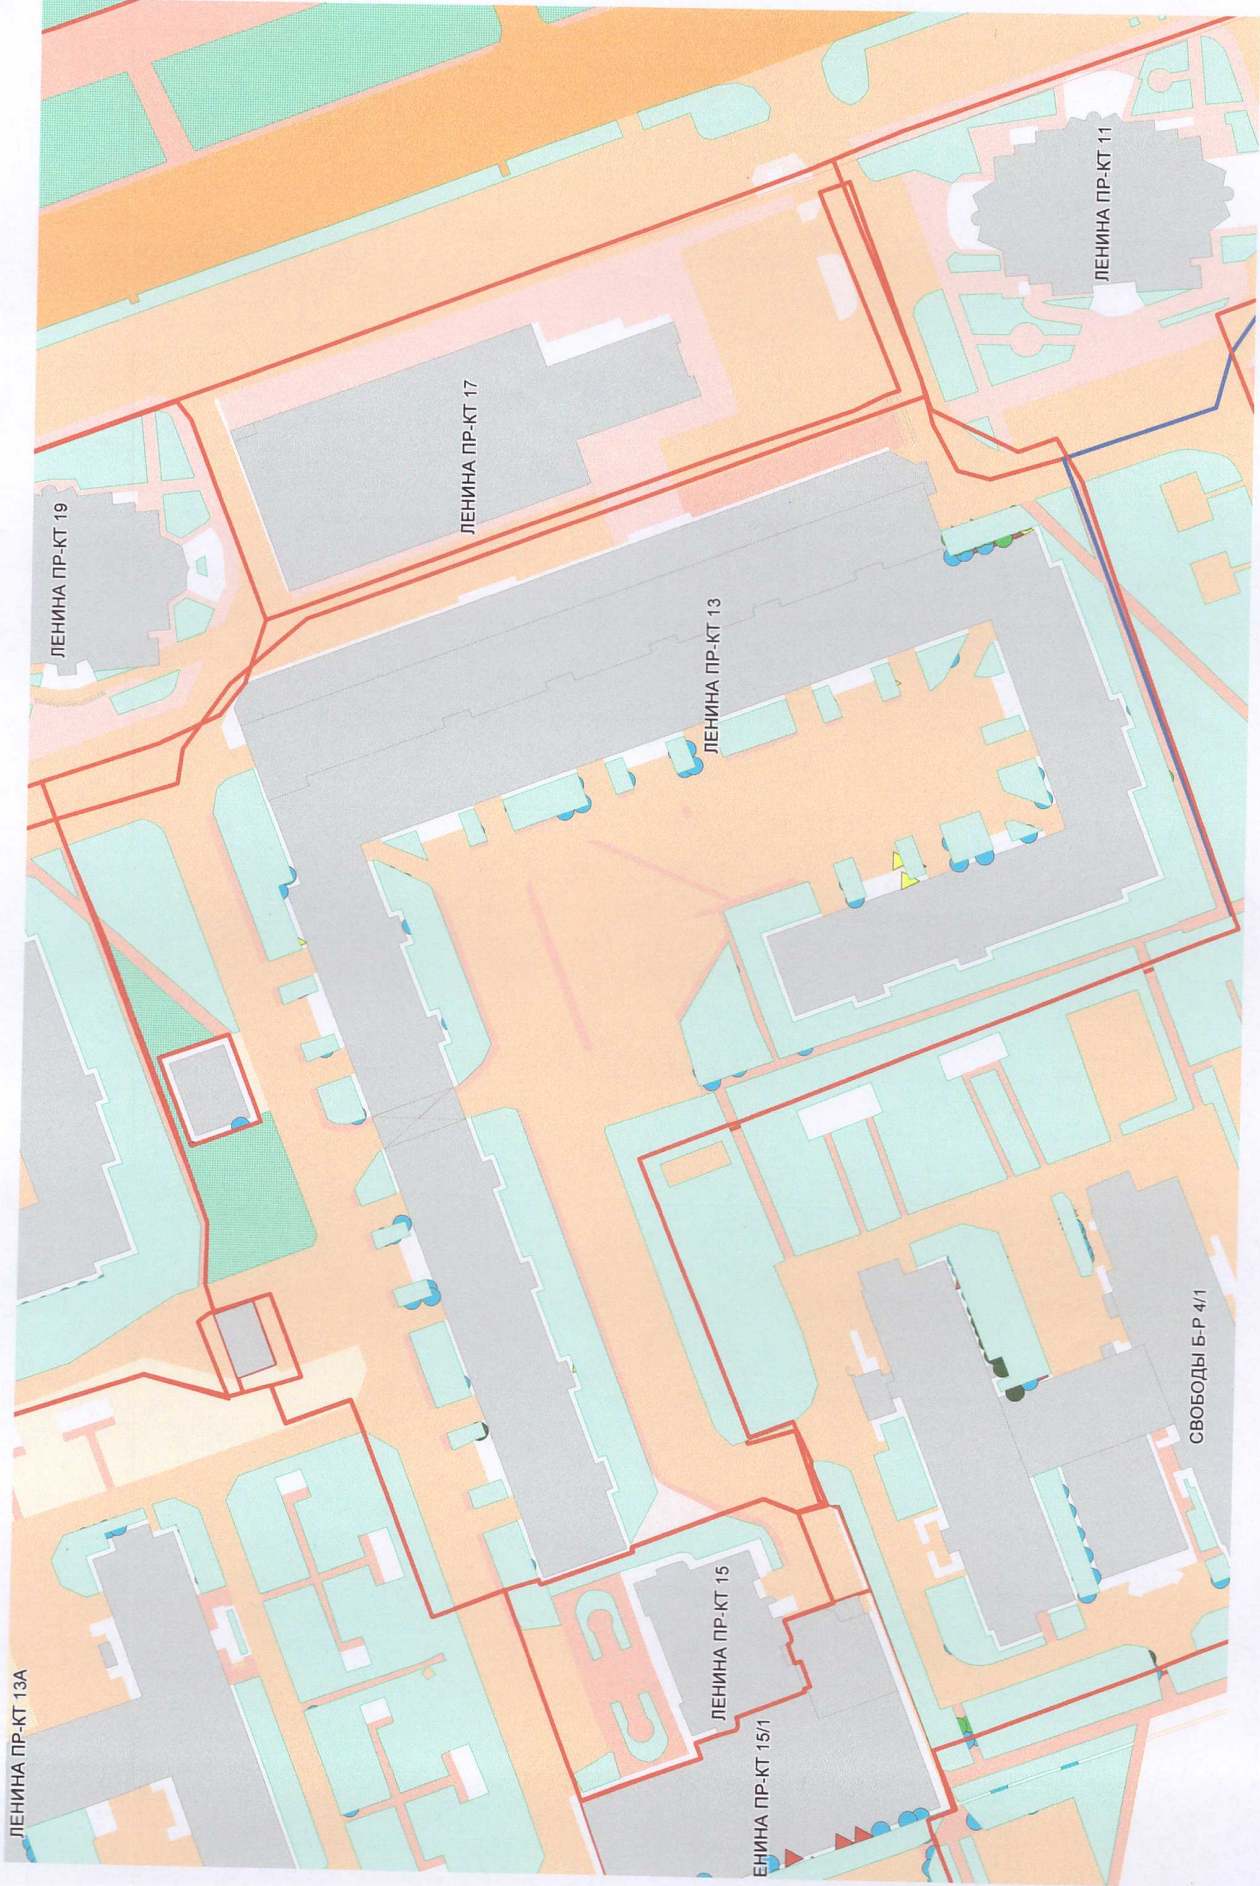 ЛЕНИНА ПР-КТ 11
ЛЕНИНА ПР-КТ 17
ЛЕНИНА ПР-КТ 19
ЛЕНИНА ПР-КТ 13
СВОБОДЫ Б-Р 4/1
ЛЕНИНА ПР-КТ 15
ЕНИНА ПР-КТ 15/1
ЛЕНИНА ПР-КТ 13А